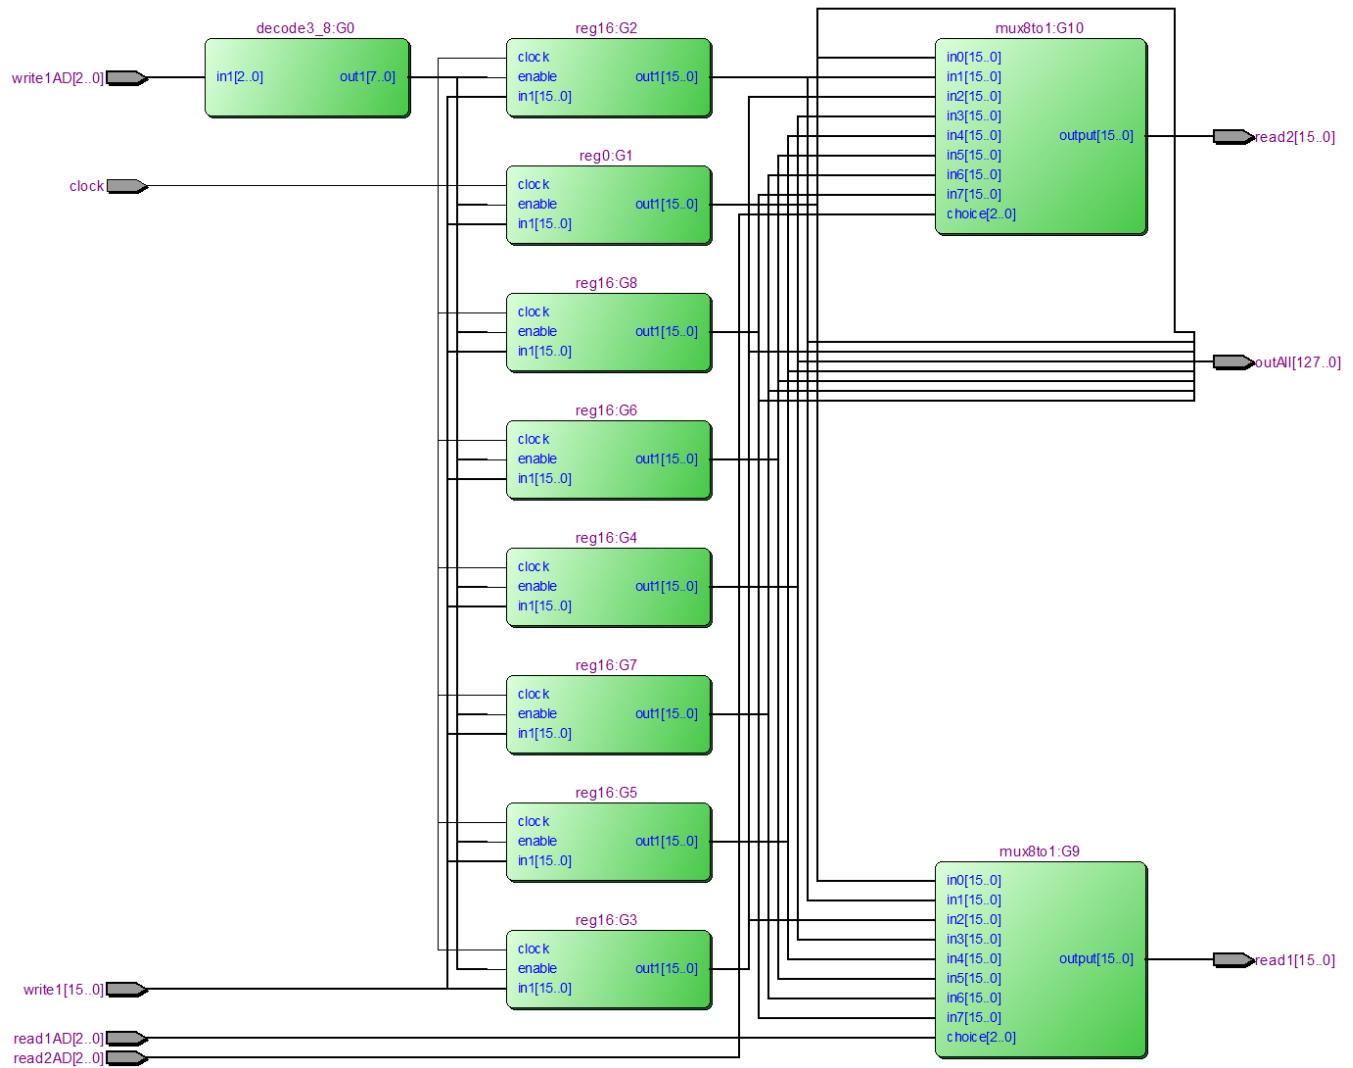 decode3_8:G0
write1AD[2..0]
in1[2..0]
out1[7..0]
clock
write1[15..0]
read1AD[2..0]
read2AD[2..0]
reg16:G2
clock
enable
in1[15..0]
out1[15..0]
reg0:G1
clock
enable
in1[15..0]
out1[15..0]
reg16:G8
clock
enable
in1[15..0]
out1[15..0]
reg16:G6
clock
enable
in1[15..0]
out1[15..0]
reg16:G4
clock
enable
in1[15..0]
out1[15..0]
reg16:G7
clock
enable
in1[15..0]
out1[15..0]
reg16:G5
clock
enable
in1[15..0]
out1[15..0]
reg16:G3
clock
enable
in1[15..0]
out1[15..0]
mux8to1:G10
in0[15..0]
in1[15..0]
in2[15..0]
in3[15..0]
in4[15..0]
in5[15..0]
in6[15..0]
in7[15..0]
choice[2..0]
output[15..0]
read2[15..0]
outAll[127..0]
mux8to1:G9
in0[15..0]
in1[15..0]
in2[15..0]
in3[15..0]
in4[15..0]
in5[15..0]
in6[15..0]
in7[15..0]
choice[2..0]
output[15..0]
read1[15..0]